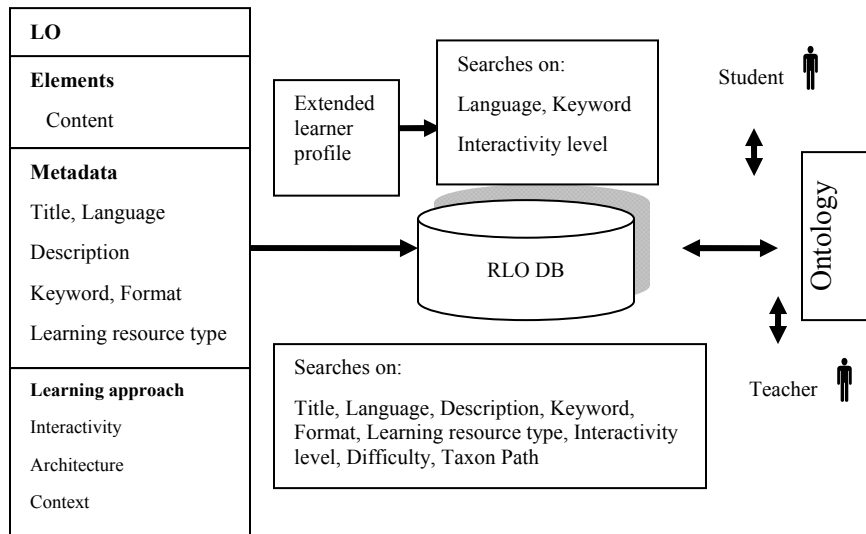 LO
Elements
Content
Metadata
Title, Language
Description
Keyword, Format
Learning resource type
Learning approach
Interactivity
Architecture
Context
Extended
learner
profile
Searches on:
Language, Keyword
Interactivity level
RLO DB
Searches on:
Title, Language, Description, Keyword,
Format, Learning resource type, Interactivity
level, Difficulty, Taxon Path
Student
Ontology
Teacher